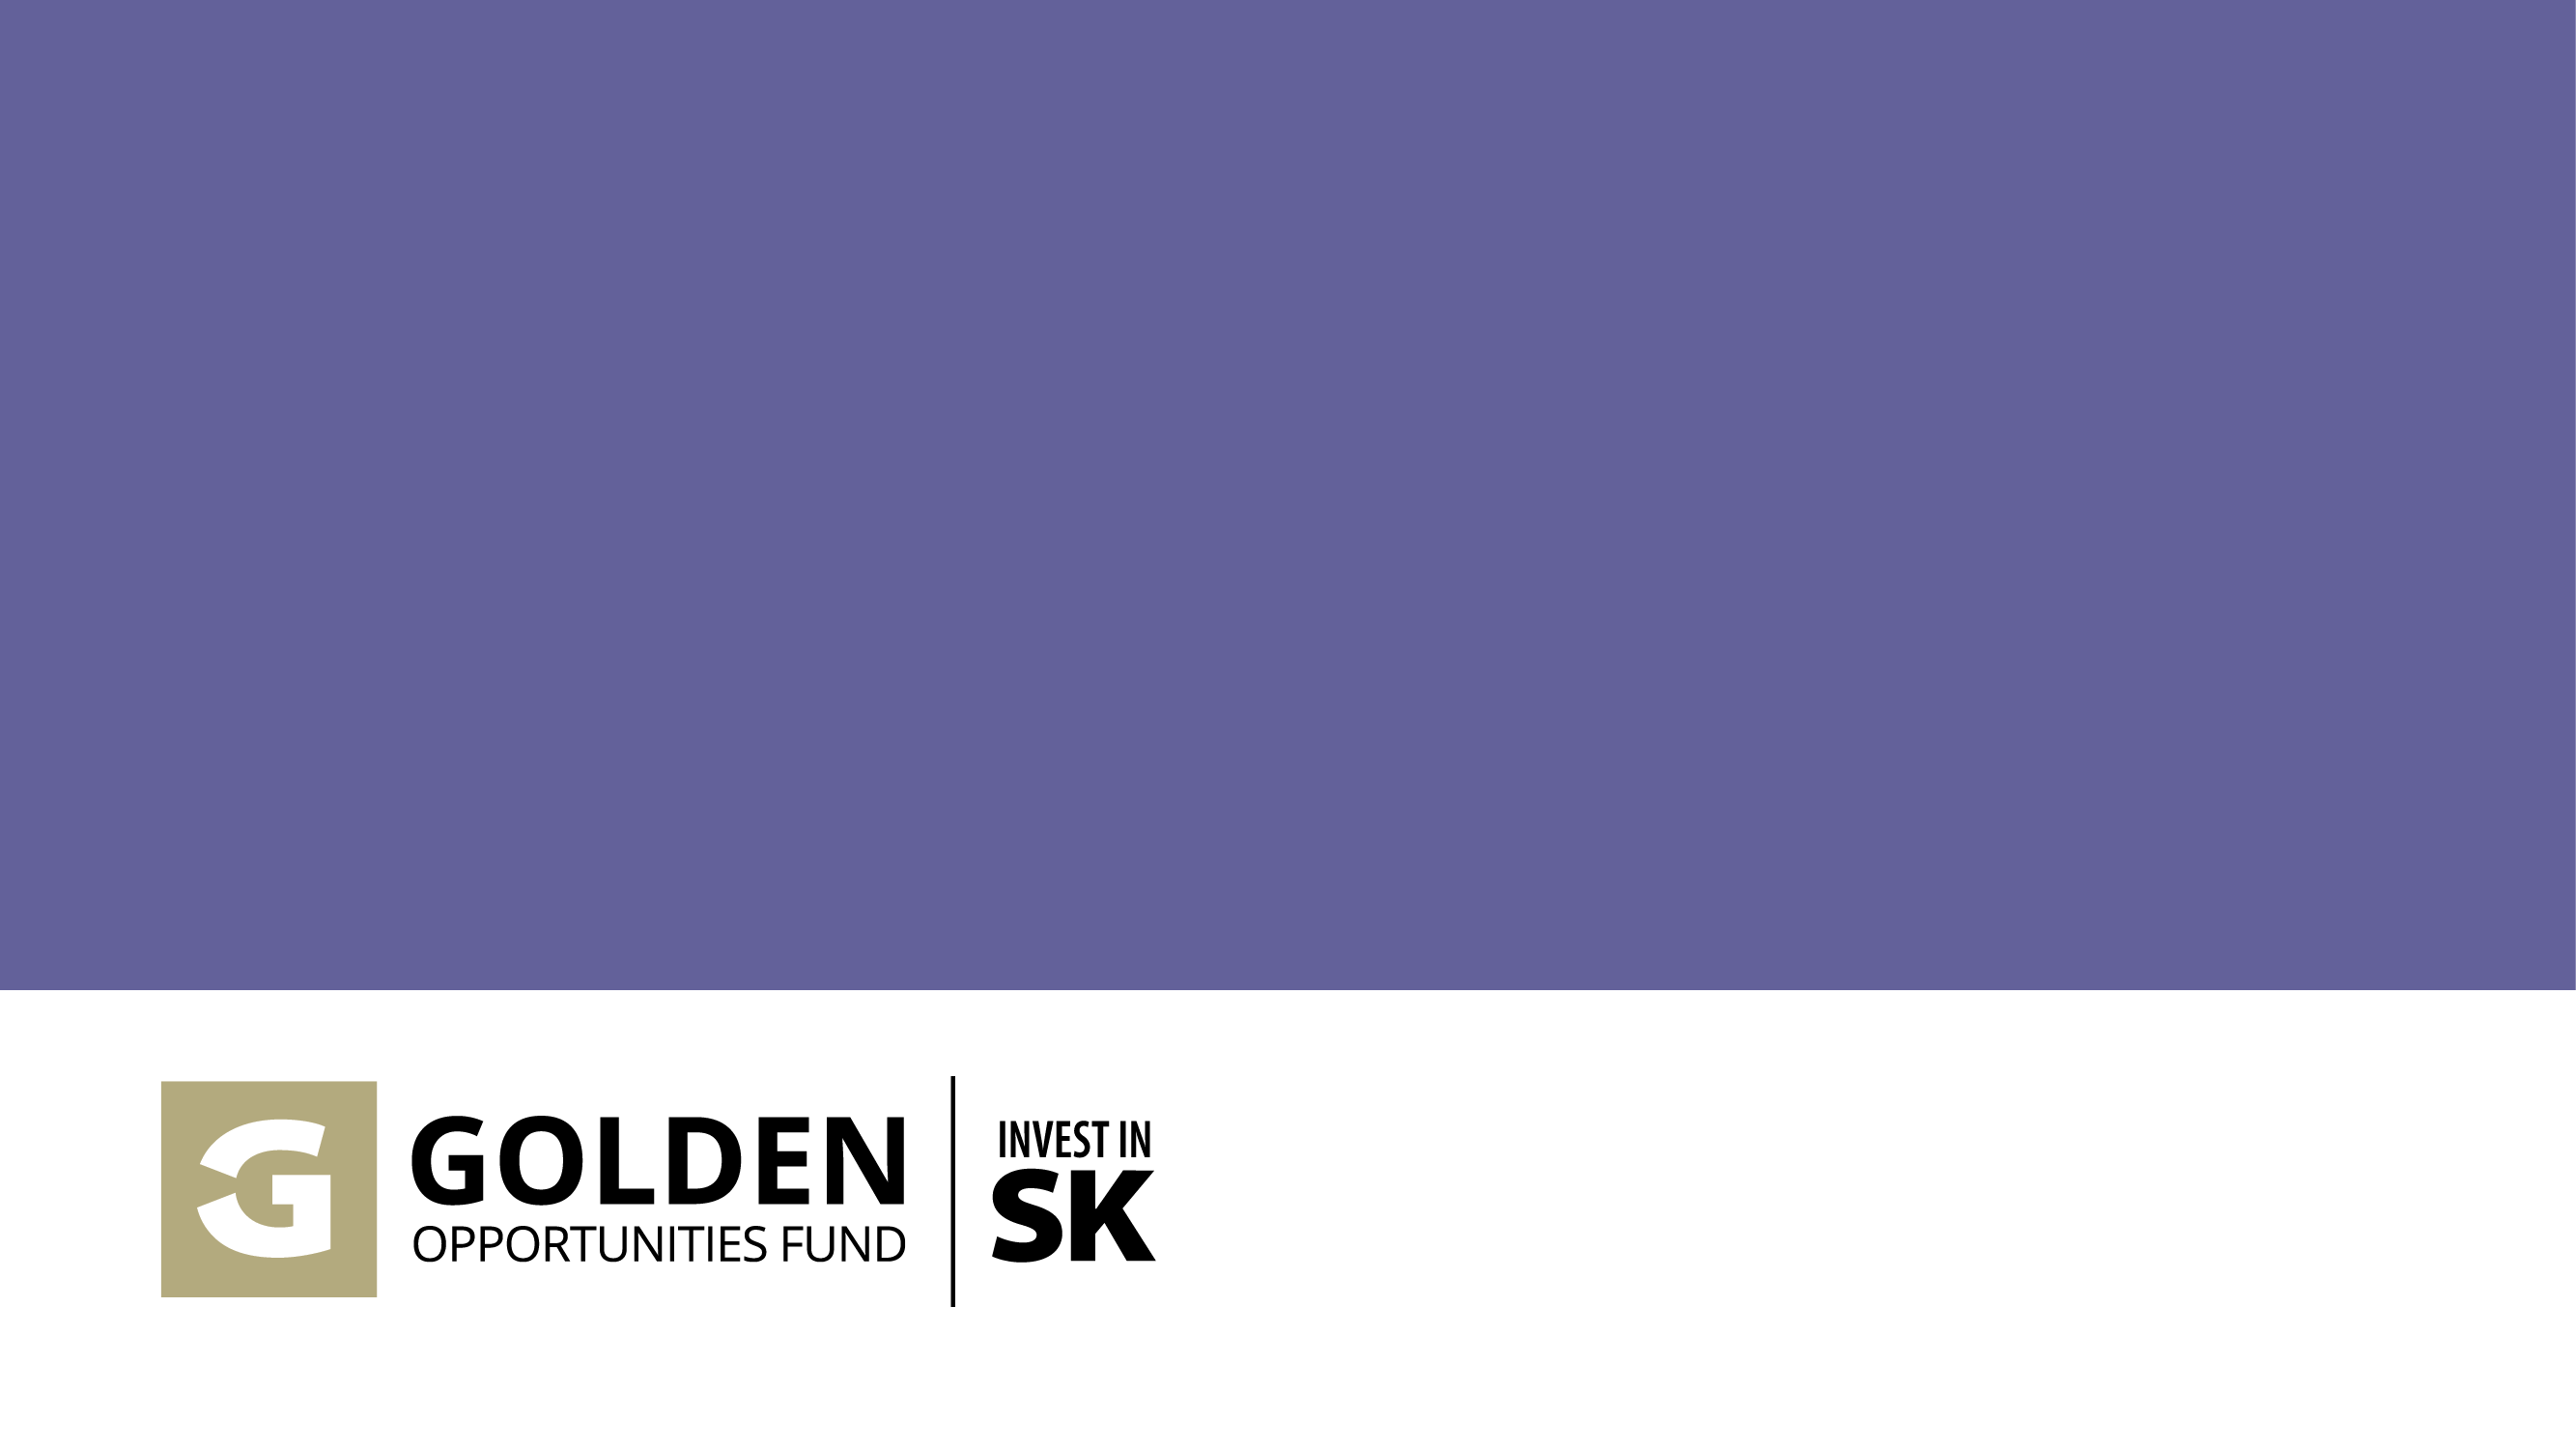 G
GOLDEN
OPPORTUNITIES FUND
INVEST IN
SK